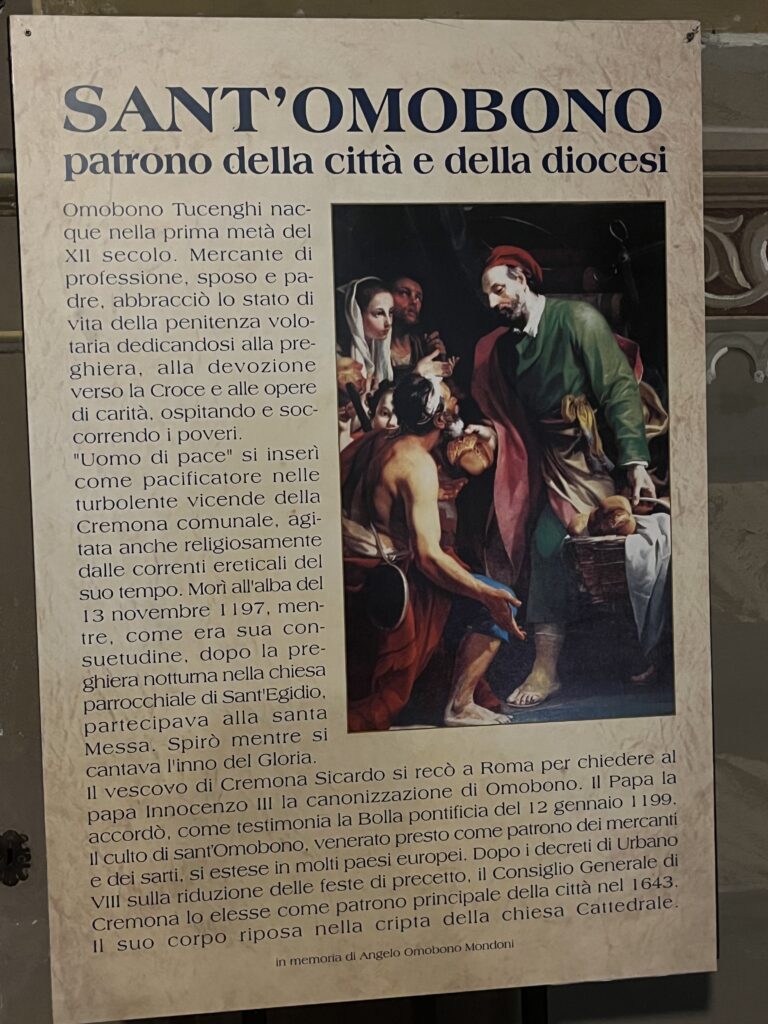 SANT'OMOBONO
patrono della città e della diocesi
Omobono Tucenghi nac-
que nella prima metà del
XII secolo. Mercante di
professione, sposo e pa-
dre, abbracciò lo stato di
vita della penitenza volo-
taria dedicandosi alla pre-
ghiera, alla devozione
verso la Croce e alle opere
di carità, ospitando e soc-
correndo i poveri.
"Uomo di pace" si inserì
come pacificatore nelle
turbolente vicende della
Cremona comunale, agi-
tata anche religiosamente
dalle correnti ereticali del
suo tempo. Morì all'alba del
13 novembre 1197, men-
tre, come era sua con-
suetudine, dopo la pre-
ghiera notturna nella chiesa
parrocchiale di Sant'Egidio,
partecipava alla santa
Messa. Spirò mentre si
cantava l'inno del Gloria.
Il vescovo di Cremona Sicardo si recò a Roma per chiedere al
papa Innocenzo III la canonizzazione di Omobono. Il Papa la
accordò, come testimonia la Bolla pontificia del 12 gennaio 1199.
Il culto di sant'Omobono, venerato presto come patrono dei mercanti
e dei sarti, si estese in molti paesi europei. Dopo i decreti di Urbano
VIII sulla riduzione delle feste di precetto, il Consiglio Generale di
Cremona lo elesse come patrono principale della città nel 1643.
Il suo corpo riposa nella cripta della chiesa Cattedrale.
in memoria di Angelo Omobono Mondoni